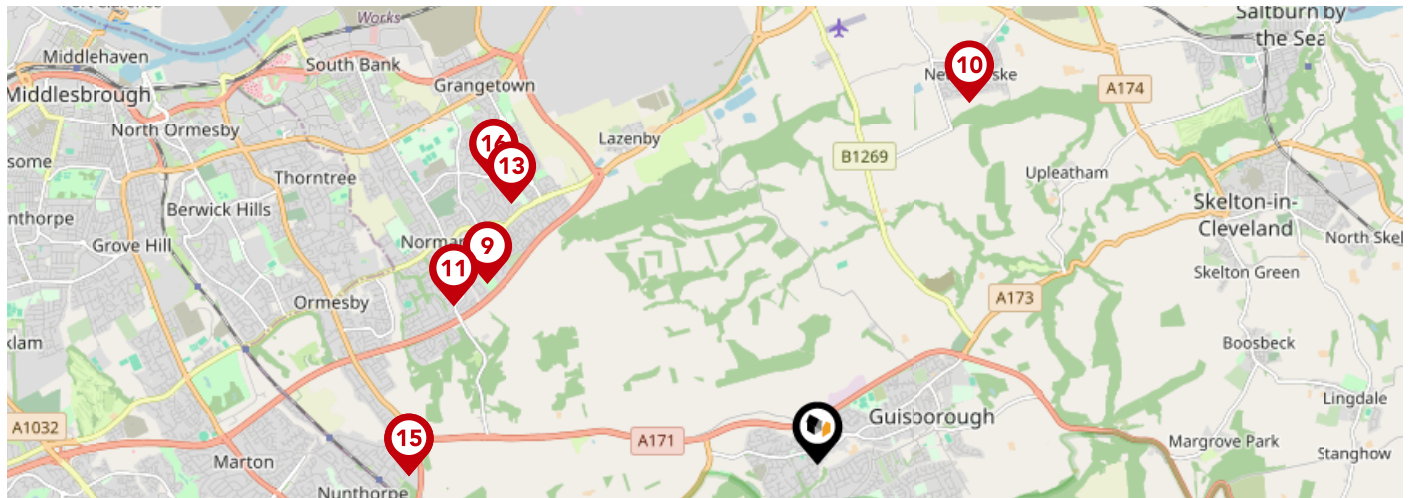 Works
Saltburn by
the Sea
Middlehaven
South Bank
Grangetown
10
A174
Middlesbrough
North Ormesby
Lazenby
16
13
B1269
Thorntree
Upleatham
Berwick Hills
Skelton-in-
Cleveland
Grove Hill
9
North Skel
11
Skelton Green
Ormesby
A173
Boosbeck
Lingdale
A1032
15
A171
Guisborough
Margrove Park
Stanghow
Marton
Nunthorpe